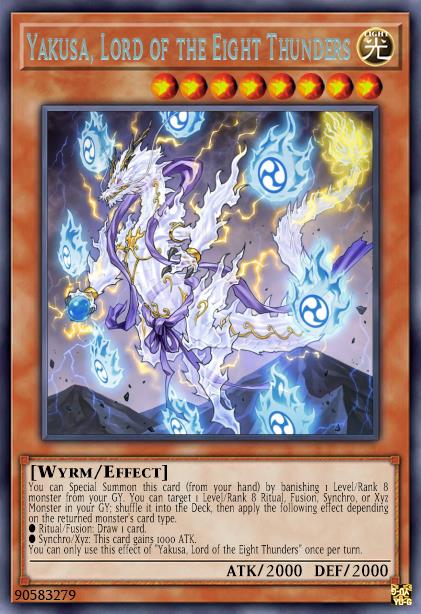 Yakusa, Lord of the Eight Thunders
LIGHT
光
[Wyrm/Effect]
You can Special Summon this card (from your hand) by banishing 1 Level/Rank 8
monster from your GY. You can target 1 Level/Rank 8 Ritual, Fusion, Synchro, or Xyz
Monster in your GY; shuffle it into the Deck, then apply the following effect depending
on the returned monster's card type.
● Ritual/Fusion: Draw 1 card.
● Synchro/Xyz: This card gains 1000 ATK.
You can only use this effect of "Yakusa, Lord of the Eight Thunders" once per turn.
ATK/2000 DEF/2000
90583279